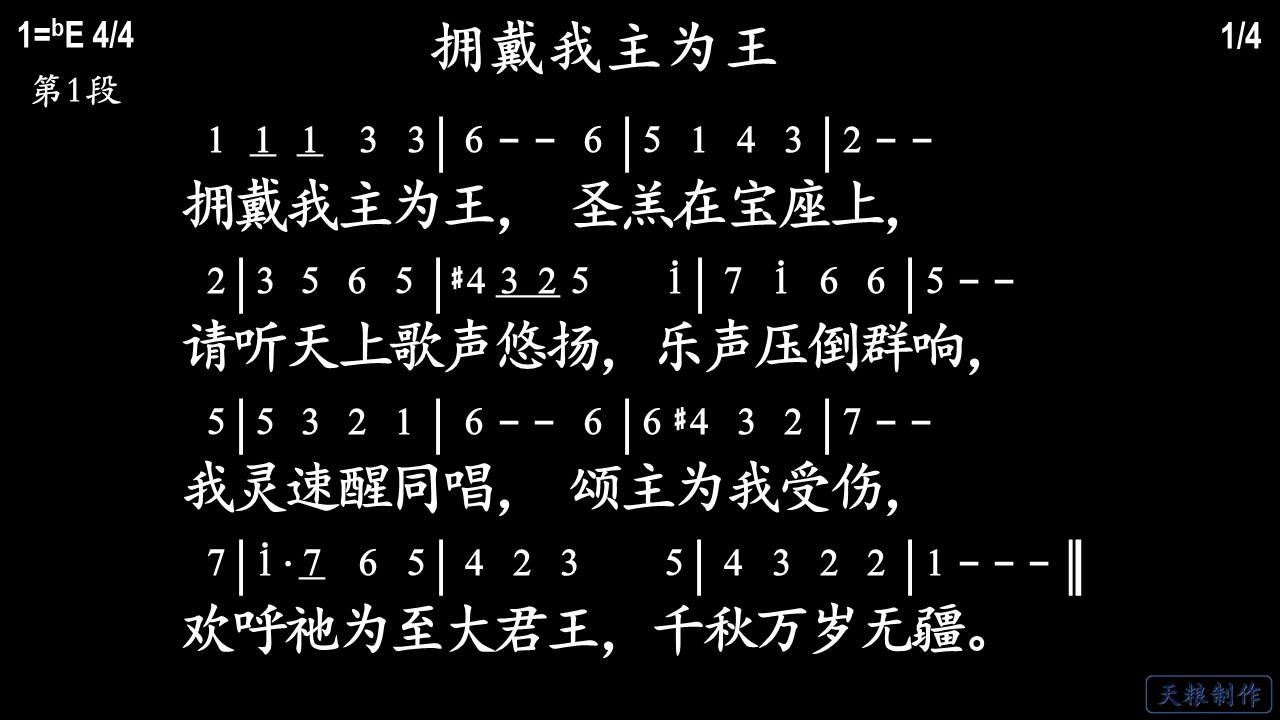 1=ᵇE 4/4
拥戴我主为王
1/4
第1段
1 1 1 3 3 | 6 - - 6 | 5 1 4 3 | 2 - -
拥戴我主为王， 圣羔在宝座上，
2 | 3 5 6 5 | #4 3 2 5 i | 7 i 6 6 | 5 - -
请听天上歌声悠扬，乐声压倒群响，
5 | 5 3 2 1 | 6 - - 6 | 6 #4 3 2 | 7 - -
我灵速醒同唱， 颂主为我受伤，
7 | i · 7 6 5 | 4 2 3 5 | 4 3 2 2 | 1 - - - ‖
欢呼祂为至大君王，千秋万岁无疆。
天粮制作